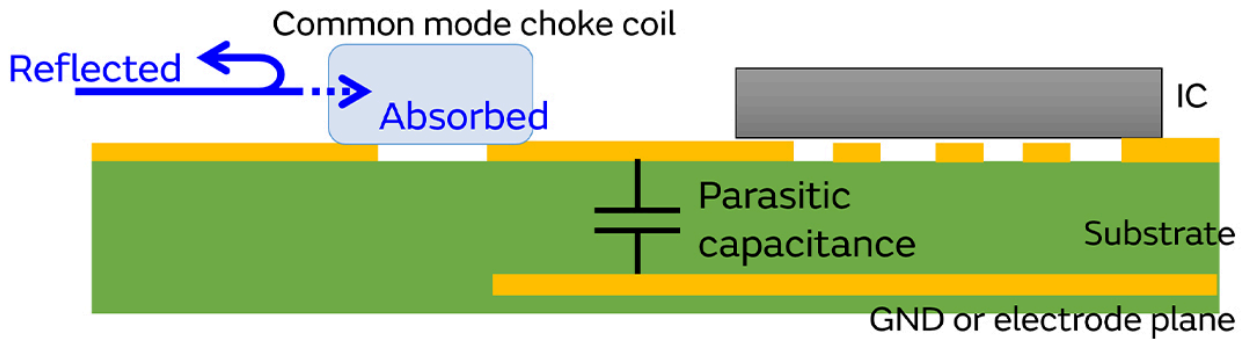 Common mode choke coil
Reflected
Absorbed
IC
Parasitic
capacitance
Substrate
GND or electrode plane